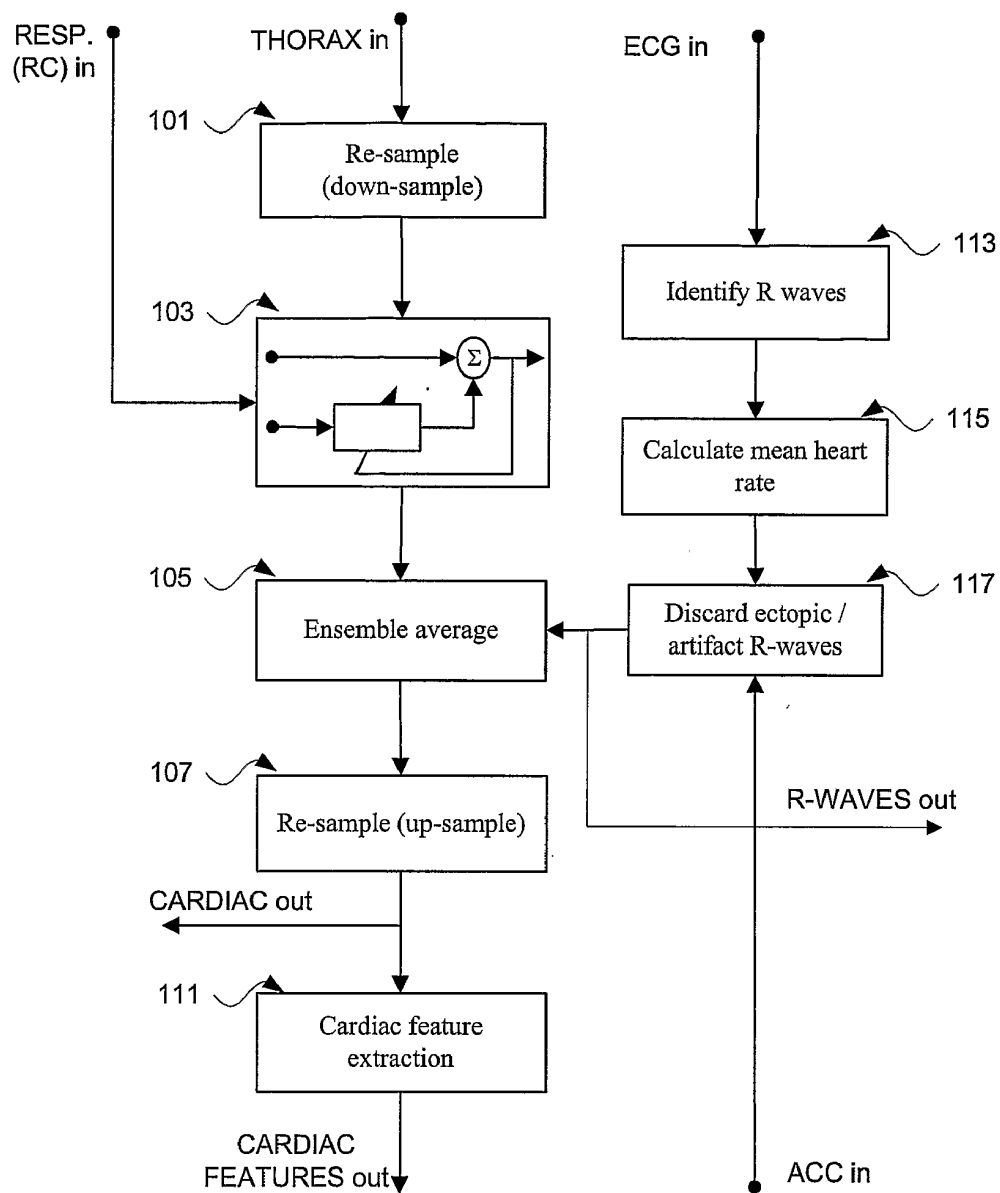 RESP.
(RC) in
THORAX in
ECG in
101
Re-sample
(down-sample)
113
Identify R waves
103
Σ
115
Calculate mean heart
rate
105
Ensemble average
117
Discard ectopic /
artifact R-waves
107
Re-sample (up-sample)
R-WAVES out
CARDIAC out
111
Cardiac feature
extraction
CARDIAC
FEATURES out
ACC in